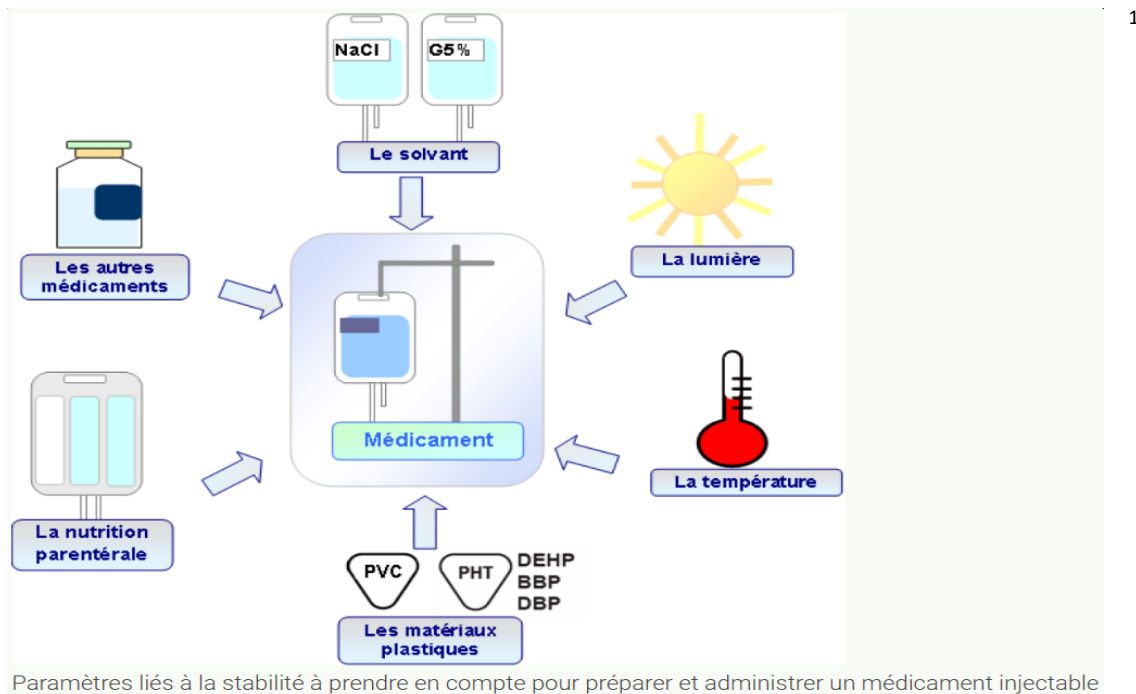 1
NaCl
G5%
Le solvant
Les autres
médicaments
La lumière
Médicament
La température
La nutrition
parentérale
PVC
PHT
DEHP
BBP
DBP
Les matériaux
plastiques
Paramètres liés à la stabilité à prendre en compte pour préparer et administrer un médicament injectable